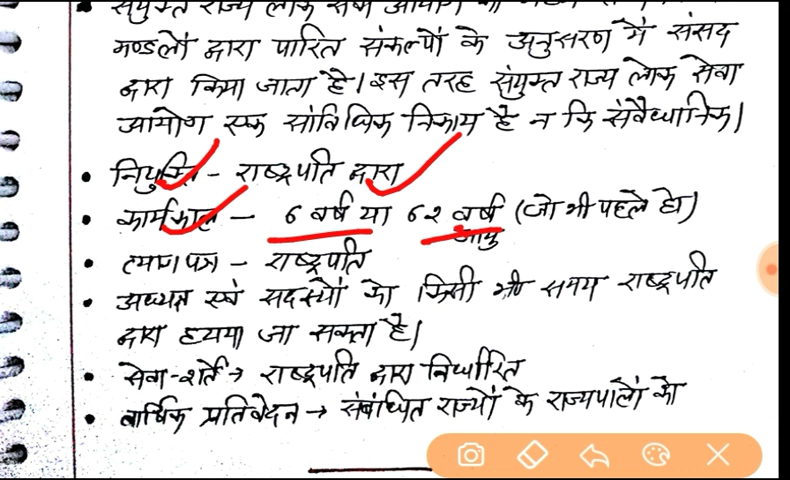 • संयुक्त राज्य लोक सेवा आयोग का
मण्डलों द्वारा पारित संकल्पों के अनुसरण में संसद
द्वारा किया जाता है। इस तरह संयुक्त राज्य लोक सेवा
आयोग एक सांविधिक निकाय है न कि संवैधानिक।
• नियुक्ति - राष्ट्रपति द्वारा
• कार्यकाल - 6 वर्ष या 62 वर्ष (जो भी पहले हो)
आयु
• त्यागपत्र - राष्ट्रपति
• अध्यक्ष एवं सदस्यों को किसी भी समय राष्ट्रपति
द्वारा हटाया जा सकता है।
• सेवा-शर्तें → राष्ट्रपति द्वारा निर्धारित
• वार्षिक प्रतिवेदन → संबंधित राज्यों के राज्यपालों को